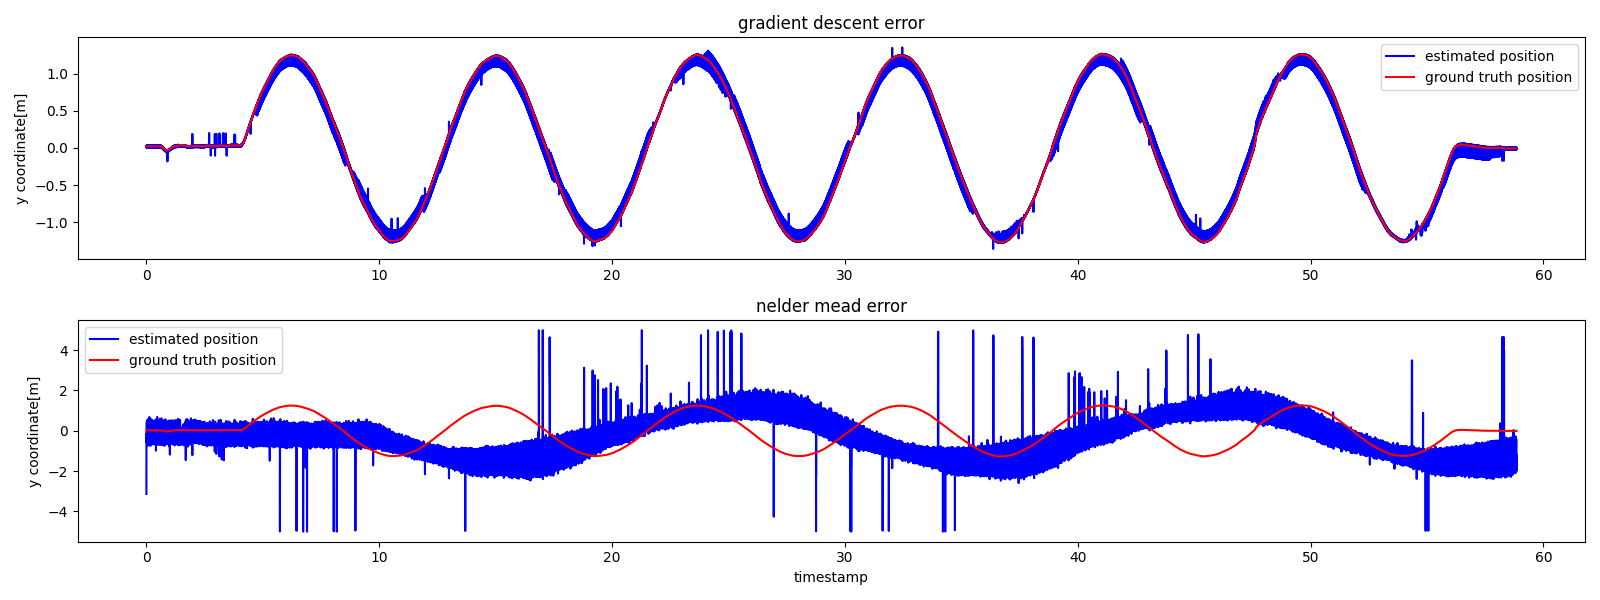 gradient descent error
y coordinate[m]
1.0
0.5
0.0
−0.5
−1.0
estimated position
ground truth position
0 10 20 30 40 50 60
nelder mead error
y coordinate[m]
4
2
0
−2
−4
estimated position
ground truth position
0 10 20 30 40 50 60
timestamp